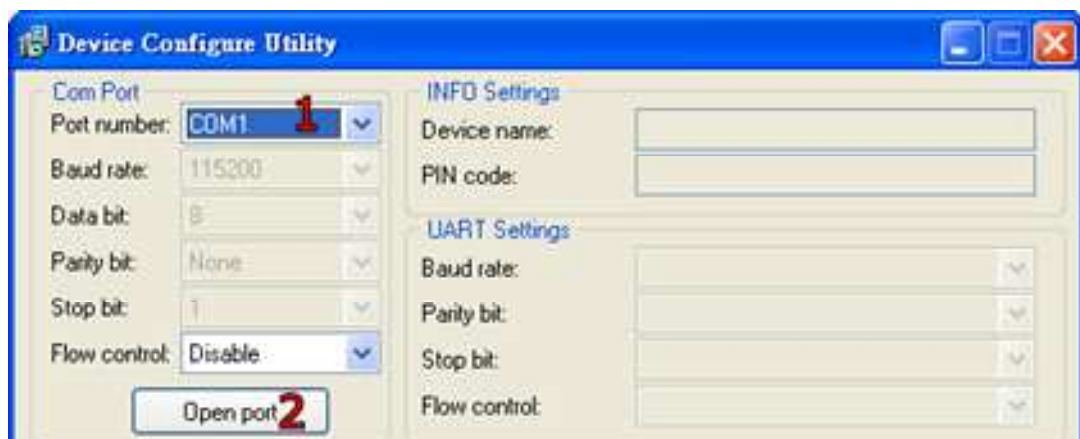 Device Configure Utility
Com Port
Port number: COM1 1
Baud rate: 115200
Data bit: 8
Parity bit: None
Stop bit: 1
Flow control: Disable
Open port 2
INFO Settings
Device name:
PIN code:
UART Settings
Baud rate:
Parity bit:
Stop bit:
Flow control: